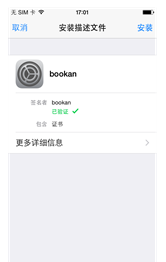 无 SIM 卡 17:01
取消 安装描述文件 安装
bookan
签名者 bookan
已验证
包含 证书
更多详细信息